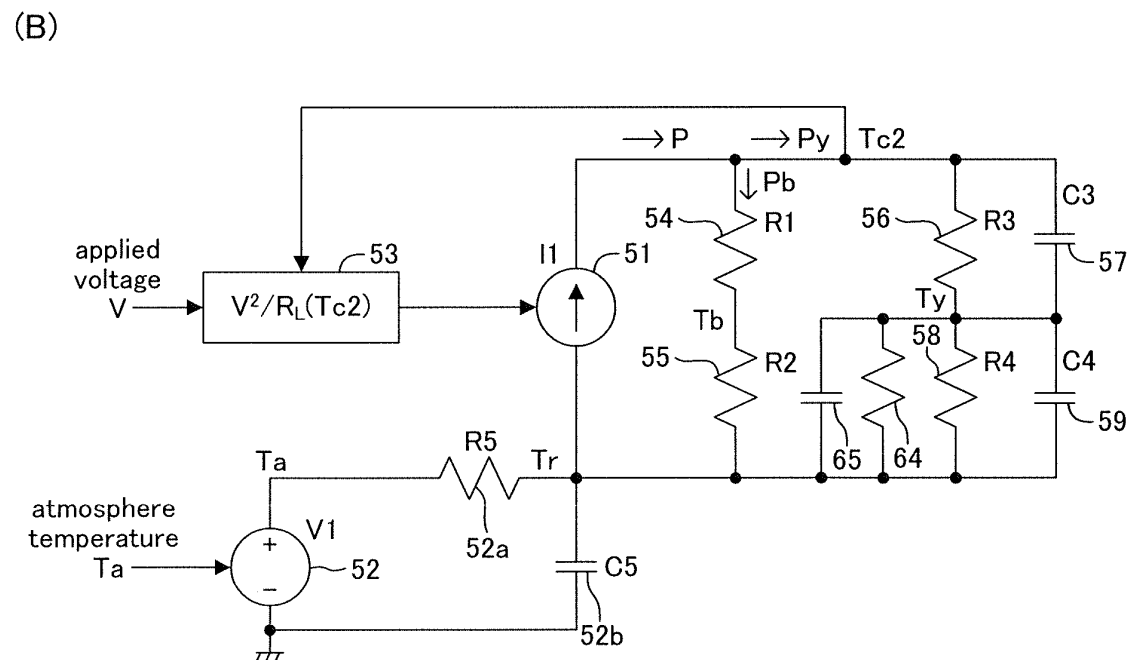 (B)
P
Py
Tc2
Pb
54
R1
56
R3
C3
57
applied
voltage
V
53
V²/RL(Tc2)
I1
51
Tb
Ty
55
R2
58
R4
C4
59
65
64
Ta
R5
Tr
52a
atmosphere
temperature
Ta
V1
+
−
52
C5
52b